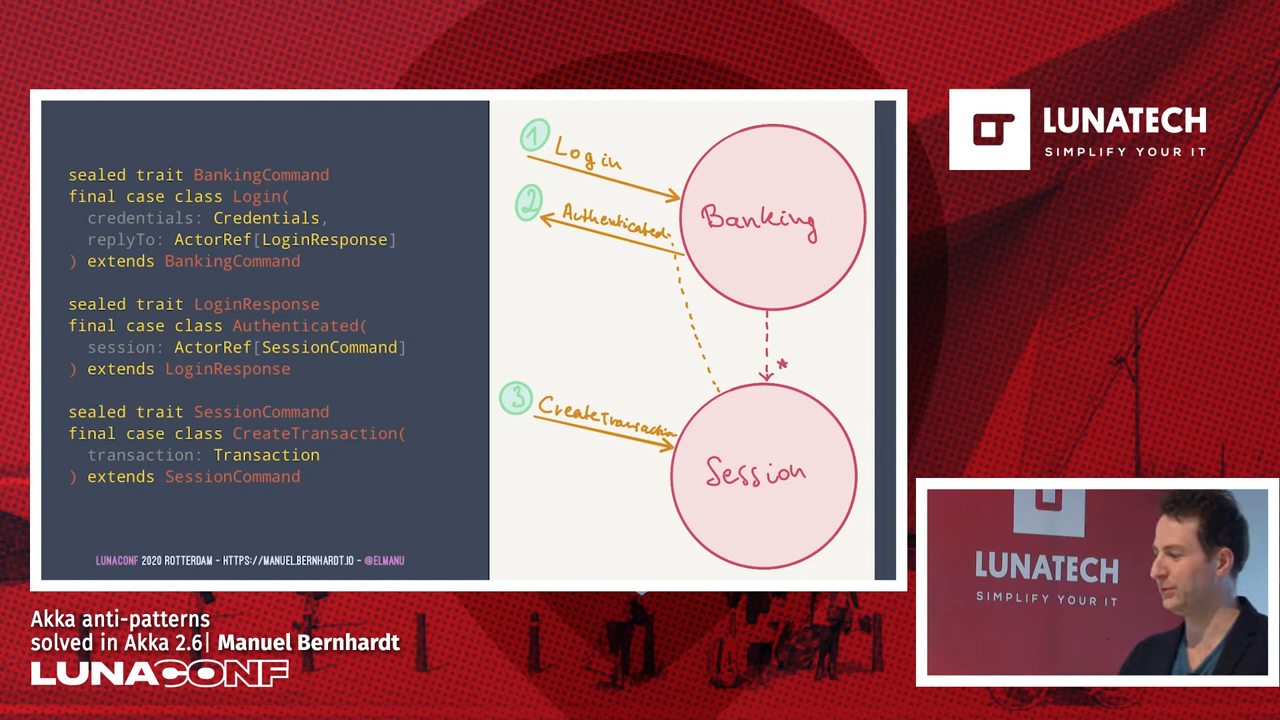 sealed trait BankingCommand
final case class Login(
credentials: Credentials,
replyTo: ActorRef[LoginResponse]
) extends BankingCommand
sealed trait LoginResponse
final case class Authenticated(
session: ActorRef[SessionCommand]
) extends LoginResponse
sealed trait SessionCommand
final case class CreateTransaction(
transaction: Transaction
) extends SessionCommand
LUNACONF 2020 ROTTERDAM - HTTPS://MANUELBERNHARDT.IO - @ELMANU
1 Login
2 Authenticated
Banking
*
3 CreateTransaction
Session
LUNATECH
SIMPLIFY YOUR IT
LUNATECH
SIMPLIFY YOUR IT
Akka anti-patterns
solved in Akka 2.6| Manuel Bernhardt
LUNACONF